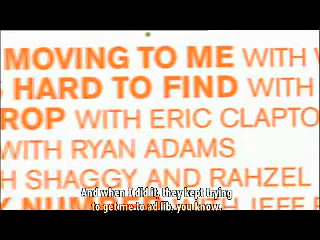 MOVING TO ME WITH
HARD TO FIND WITH
ROP WITH ERIC CLAPTO
WITH RYAN ADAMS
H SHAGGY AND RAHZEL
And when I did it, they kept trying
to get me to ad lib, you know.